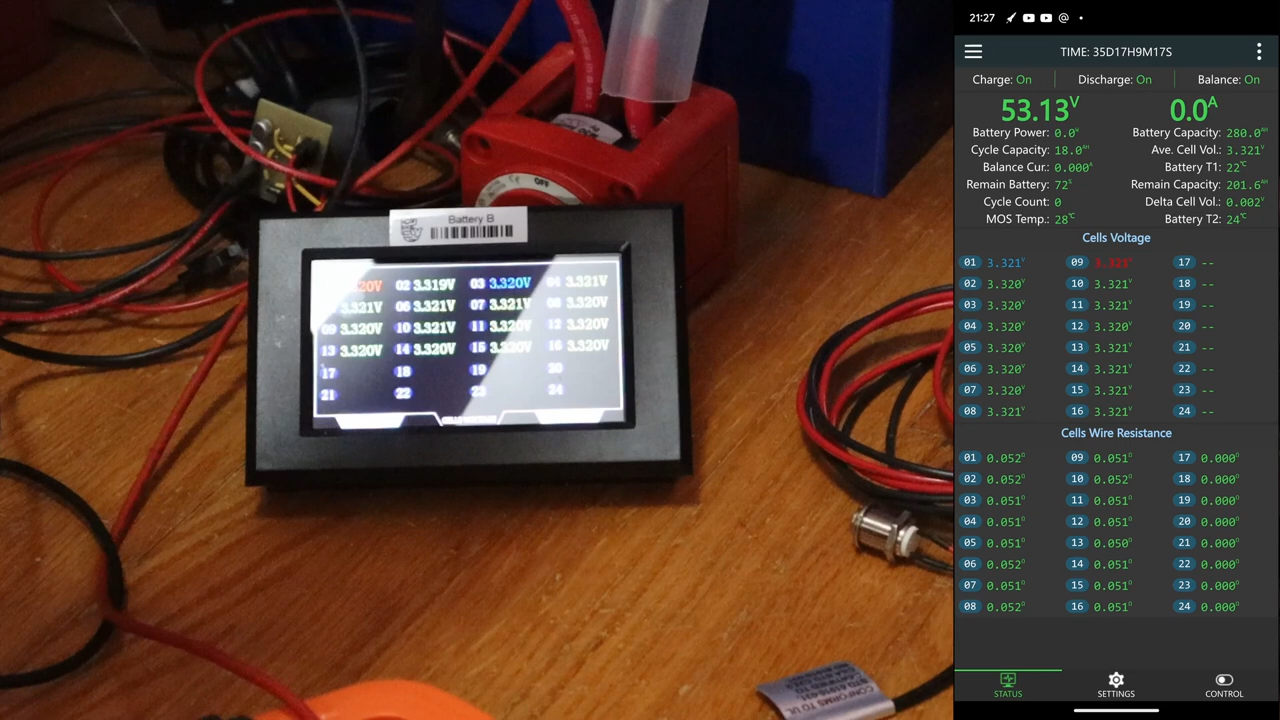 Battery B
20V 02 3.319V 03 3.320V 04 3.321V
3.321V 06 3.321V 07 3.321V 08 3.320V
09 3.320V 10 3.321V 11 3.320V 12 3.320V
13 3.320V 14 3.320V 15 3.320V 16 3.320V
17 18 19 20
21 22 23 24
OFF
CONFORMS TO UL
21:27
TIME: 35D17H9M17S
Charge: On Discharge: On Balance: On
53.13V 0.0A
Battery Power: 0.0W Battery Capacity: 280.0AH
Cycle Capacity: 18.0AH Ave. Cell Vol.: 3.321V
Balance Cur.: 0.000A Battery T1: 22℃
Remain Battery: 72% Remain Capacity: 201.6AH
Cycle Count: 0 Delta Cell Vol.: 0.002V
MOS Temp.: 28℃ Battery T2: 24℃
Cells Voltage
01 3.321V 09 3.321V 17 --
02 3.320V 10 3.321V 18 --
03 3.320V 11 3.321V 19 --
04 3.320V 12 3.320V 20 --
05 3.320V 13 3.321V 21 --
06 3.320V 14 3.321V 22 --
07 3.320V 15 3.321V 23 --
08 3.321V 16 3.321V 24 --
Cells Wire Resistance
01 0.052Ω 09 0.051Ω 17 0.000Ω
02 0.052Ω 10 0.052Ω 18 0.000Ω
03 0.051Ω 11 0.051Ω 19 0.000Ω
04 0.051Ω 12 0.051Ω 20 0.000Ω
05 0.051Ω 13 0.050Ω 21 0.000Ω
06 0.052Ω 14 0.051Ω 22 0.000Ω
07 0.051Ω 15 0.051Ω 23 0.000Ω
08 0.052Ω 16 0.051Ω 24 0.000Ω
STATUS SETTINGS CONTROL